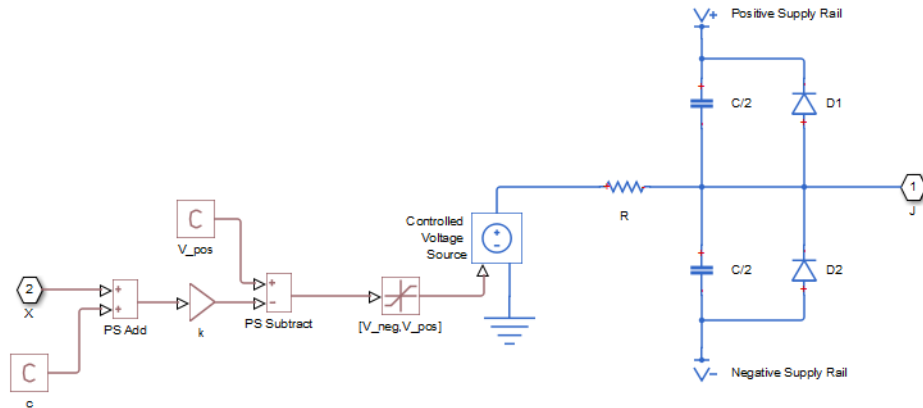 V+ Positive Supply Rail
C/2 D1
1
J
R
Controlled
Voltage
Source
C
V_pos
C/2 D2
2
X
PS Add
k
PS Subtract
[V_neg,V_pos]
C
c
V- Negative Supply Rail